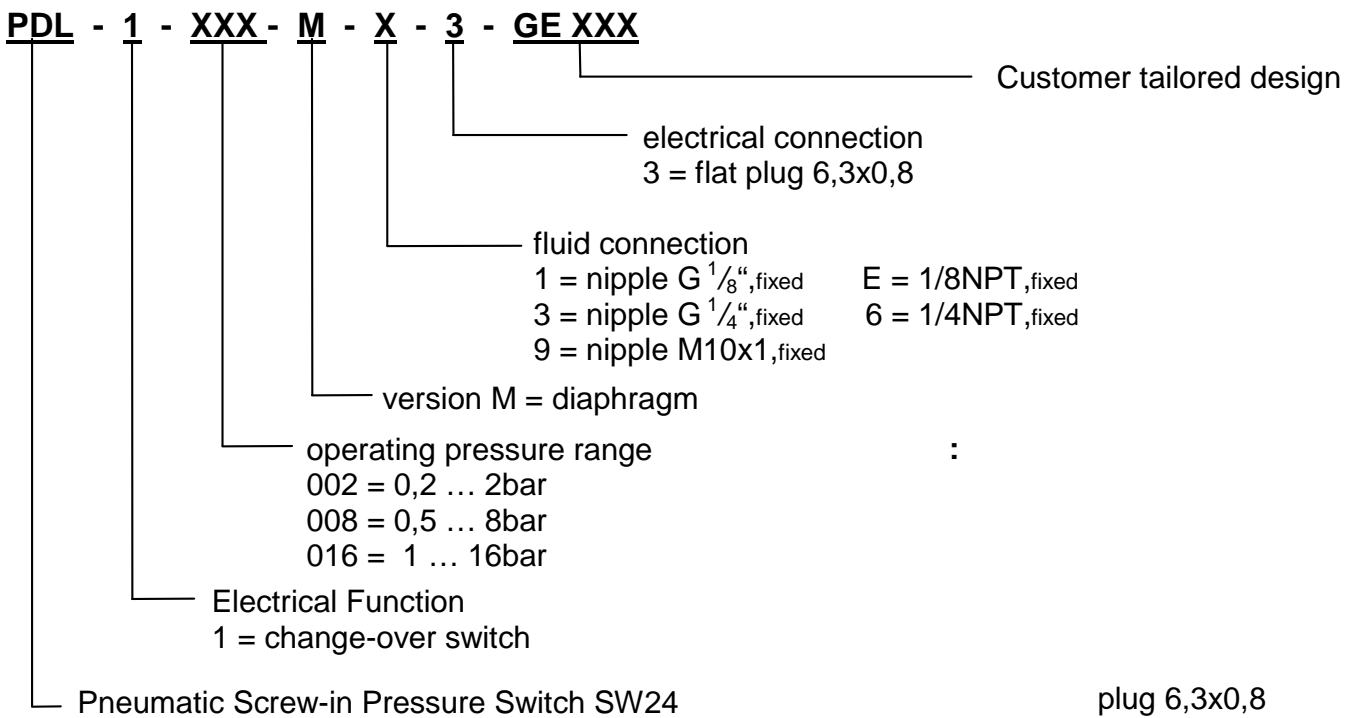 PDL - 1 - XXX - M - X - 3 - GE XXX
Customer tailored design
electrical connection
3 = flat plug 6,3x0,8
fluid connection
1 = nipple G 1/8“,fixed E = 1/8NPT,fixed
3 = nipple G 1/4“,fixed 6 = 1/4NPT,fixed
9 = nipple M10x1,fixed
version M = diaphragm
operating pressure range :
002 = 0,2 … 2bar
008 = 0,5 … 8bar
016 = 1 … 16bar
Electrical Function
1 = change-over switch
Pneumatic Screw-in Pressure Switch SW24 plug 6,3x0,8